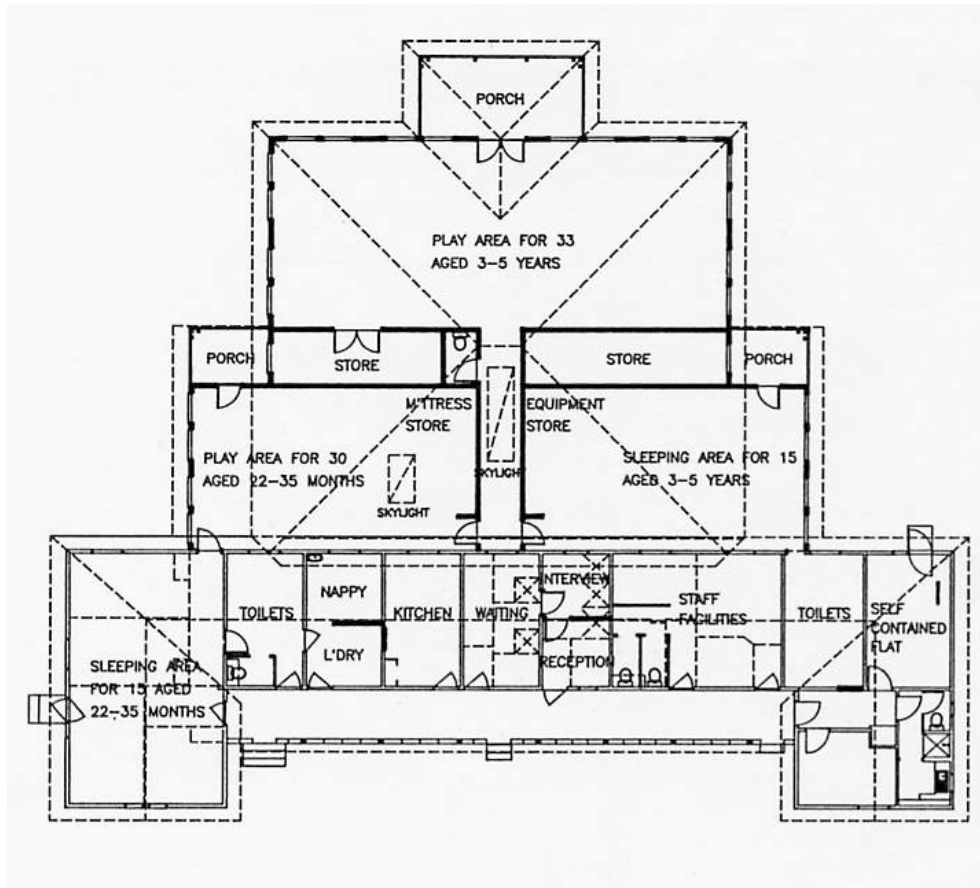 PORCH
PLAY AREA FOR 33
AGED 3-5 YEARS
PORCH
STORE
STORE
PORCH
M'TTRESS
STORE
EQUIPMENT
STORE
PLAY AREA FOR 30
AGED 22-35 MONTHS
SKYLIGHT
SKYLIGHT
SLEEPING AREA FOR 15
AGED 3-5 YEARS
SLEEPING AREA
FOR 15 AGED
22-35 MONTHS
TOILETS
NAPPY
L'DRY
KITCHEN
WAITING
INTERVIEW
RECEPTION
STAFF
FACILITIES
TOILETS
SELF
CONTAINED
FLAT